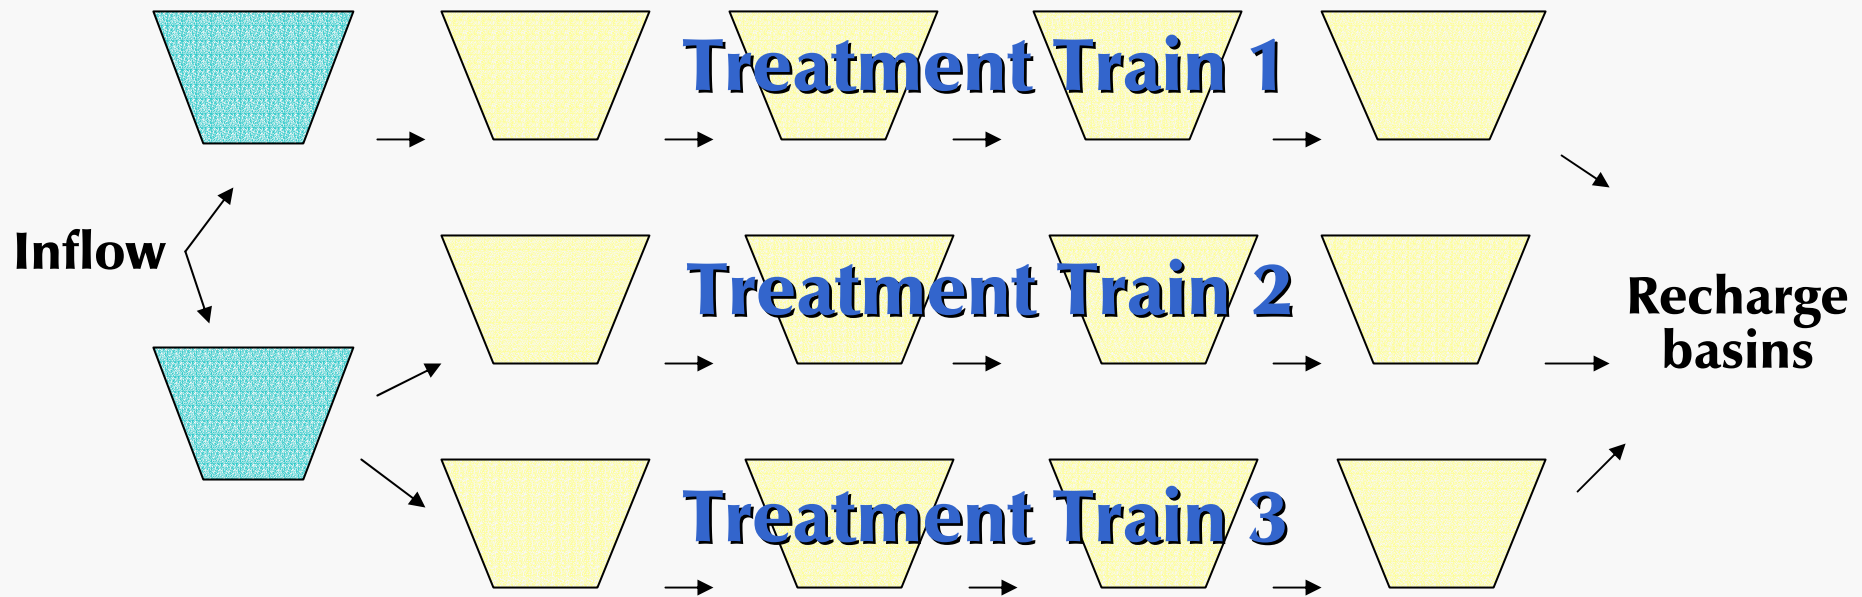 Treatment Train 1
Inflow
Treatment Train 2
Recharge
basins
Treatment Train 3